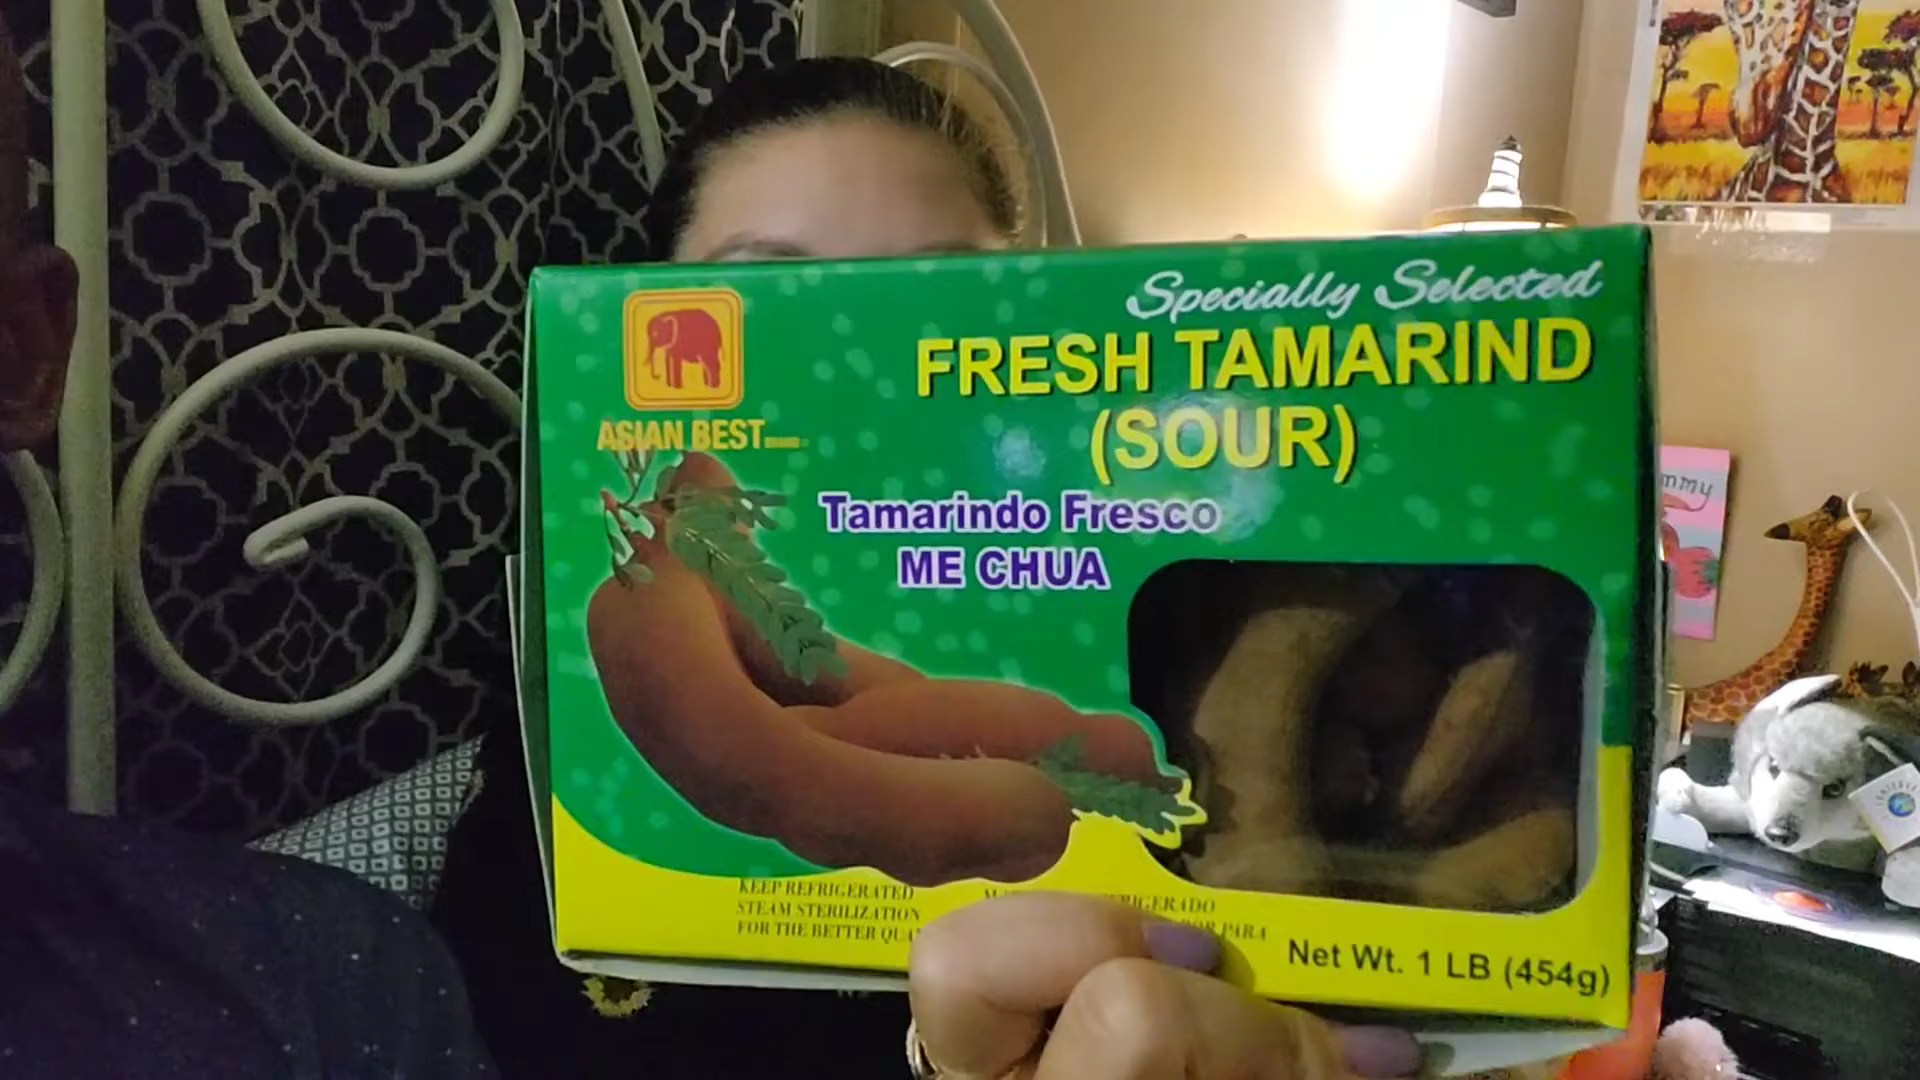 Specially Selected
FRESH TAMARIND
(SOUR)
ASIAN BEST
Tamarindo Fresco
ME CHUA
KEEP REFRIGERATED
STEAM STERILIZATION
FOR THE BETTER
PARA
Net Wt. 1 LB (454g)